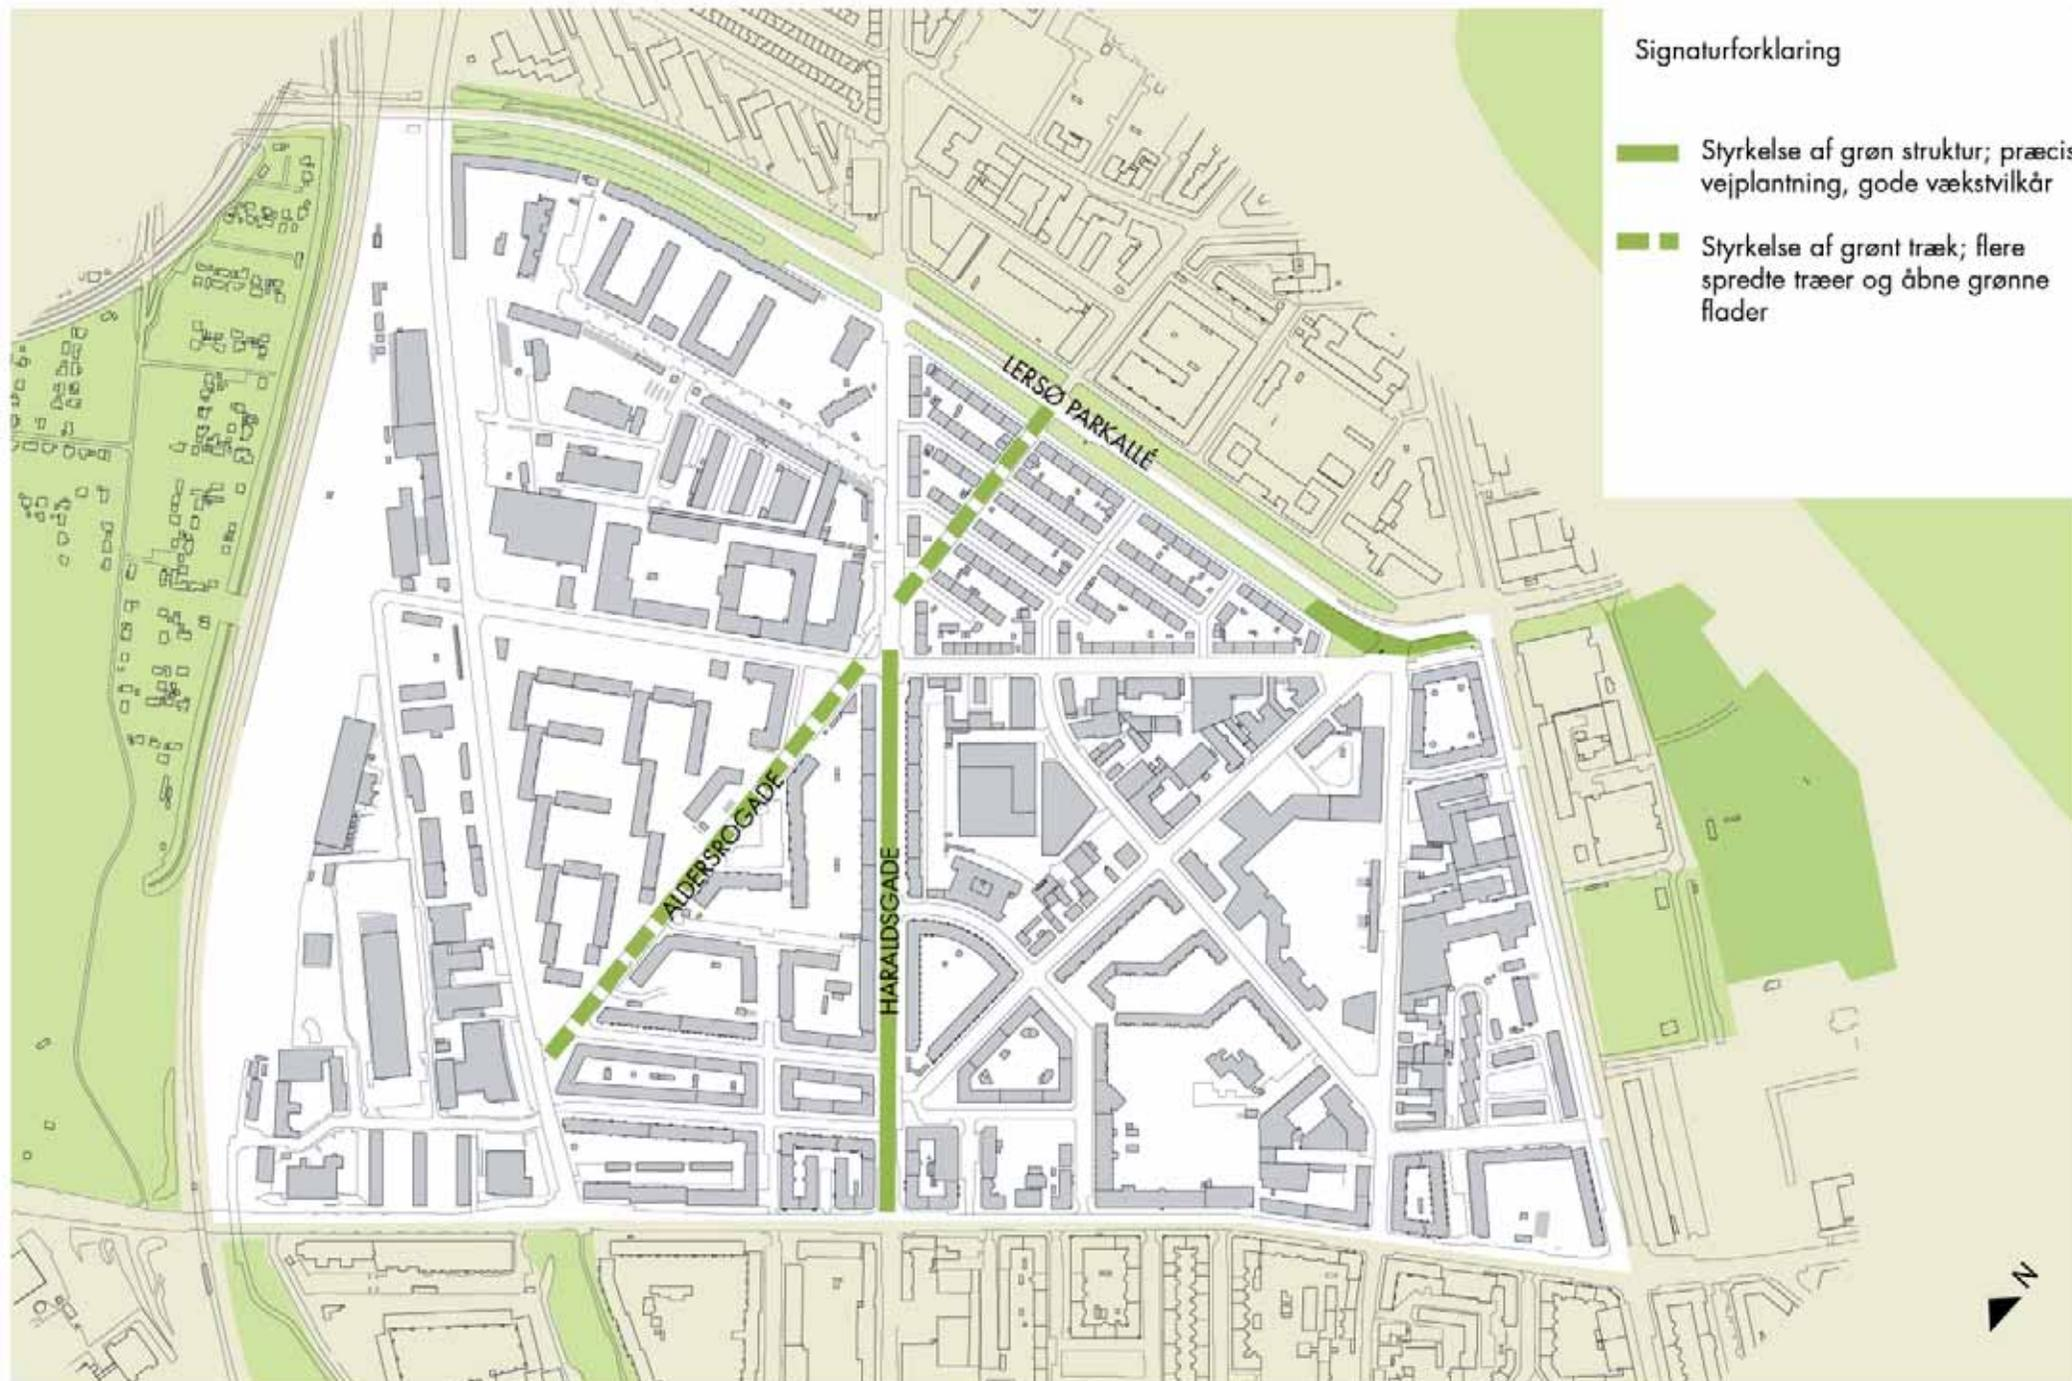 Signaturforklaring
Styrkelse af grøn struktur; præcis
vejplantning, gode vækstvilkår
Styrkelse af grønt træk; flere
spredte træer og åbne grønne
flader
LERSØ PARKALLÉ
ALDERSROGADE
HARALDSGADE
N